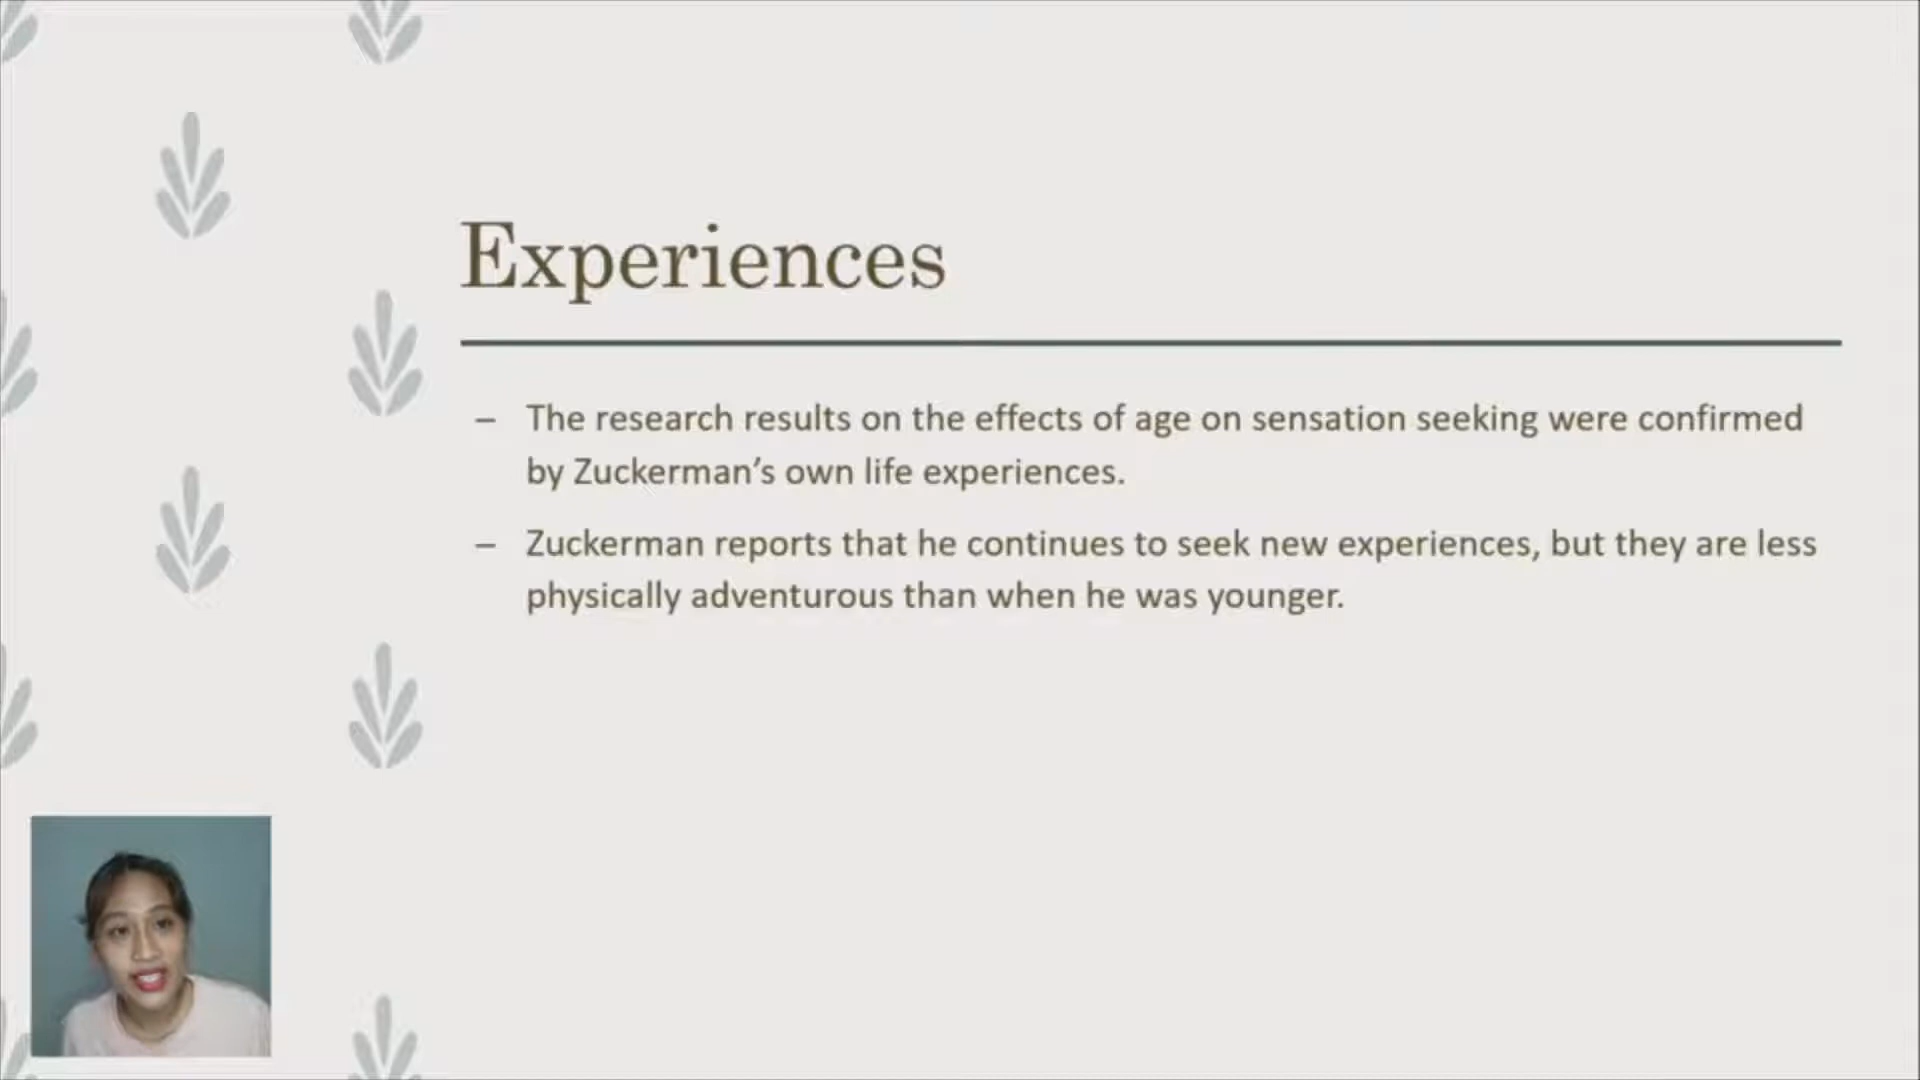 Experiences
– The research results on the effects of age on sensation seeking were confirmed
by Zuckerman’s own life experiences.
– Zuckerman reports that he continues to seek new experiences, but they are less
physically adventurous than when he was younger.